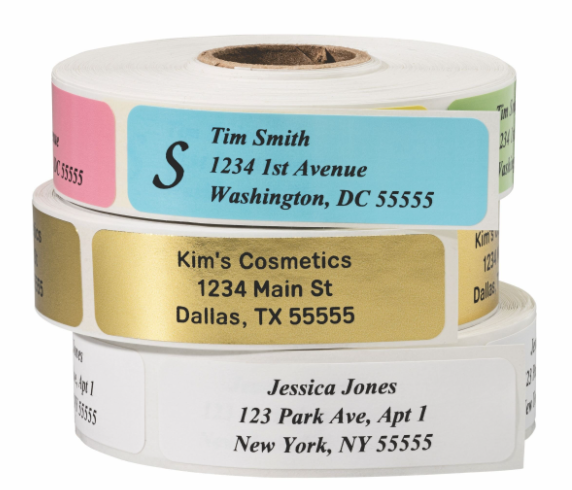 S
Tim Smith
1234 1st Avenue
Washington, DC 55555
55555
Kim's Cosmetics
1234 Main St
Dallas, TX 55555
Jessica Jones
123 Park Ave, Apt 1
New York, NY 55555